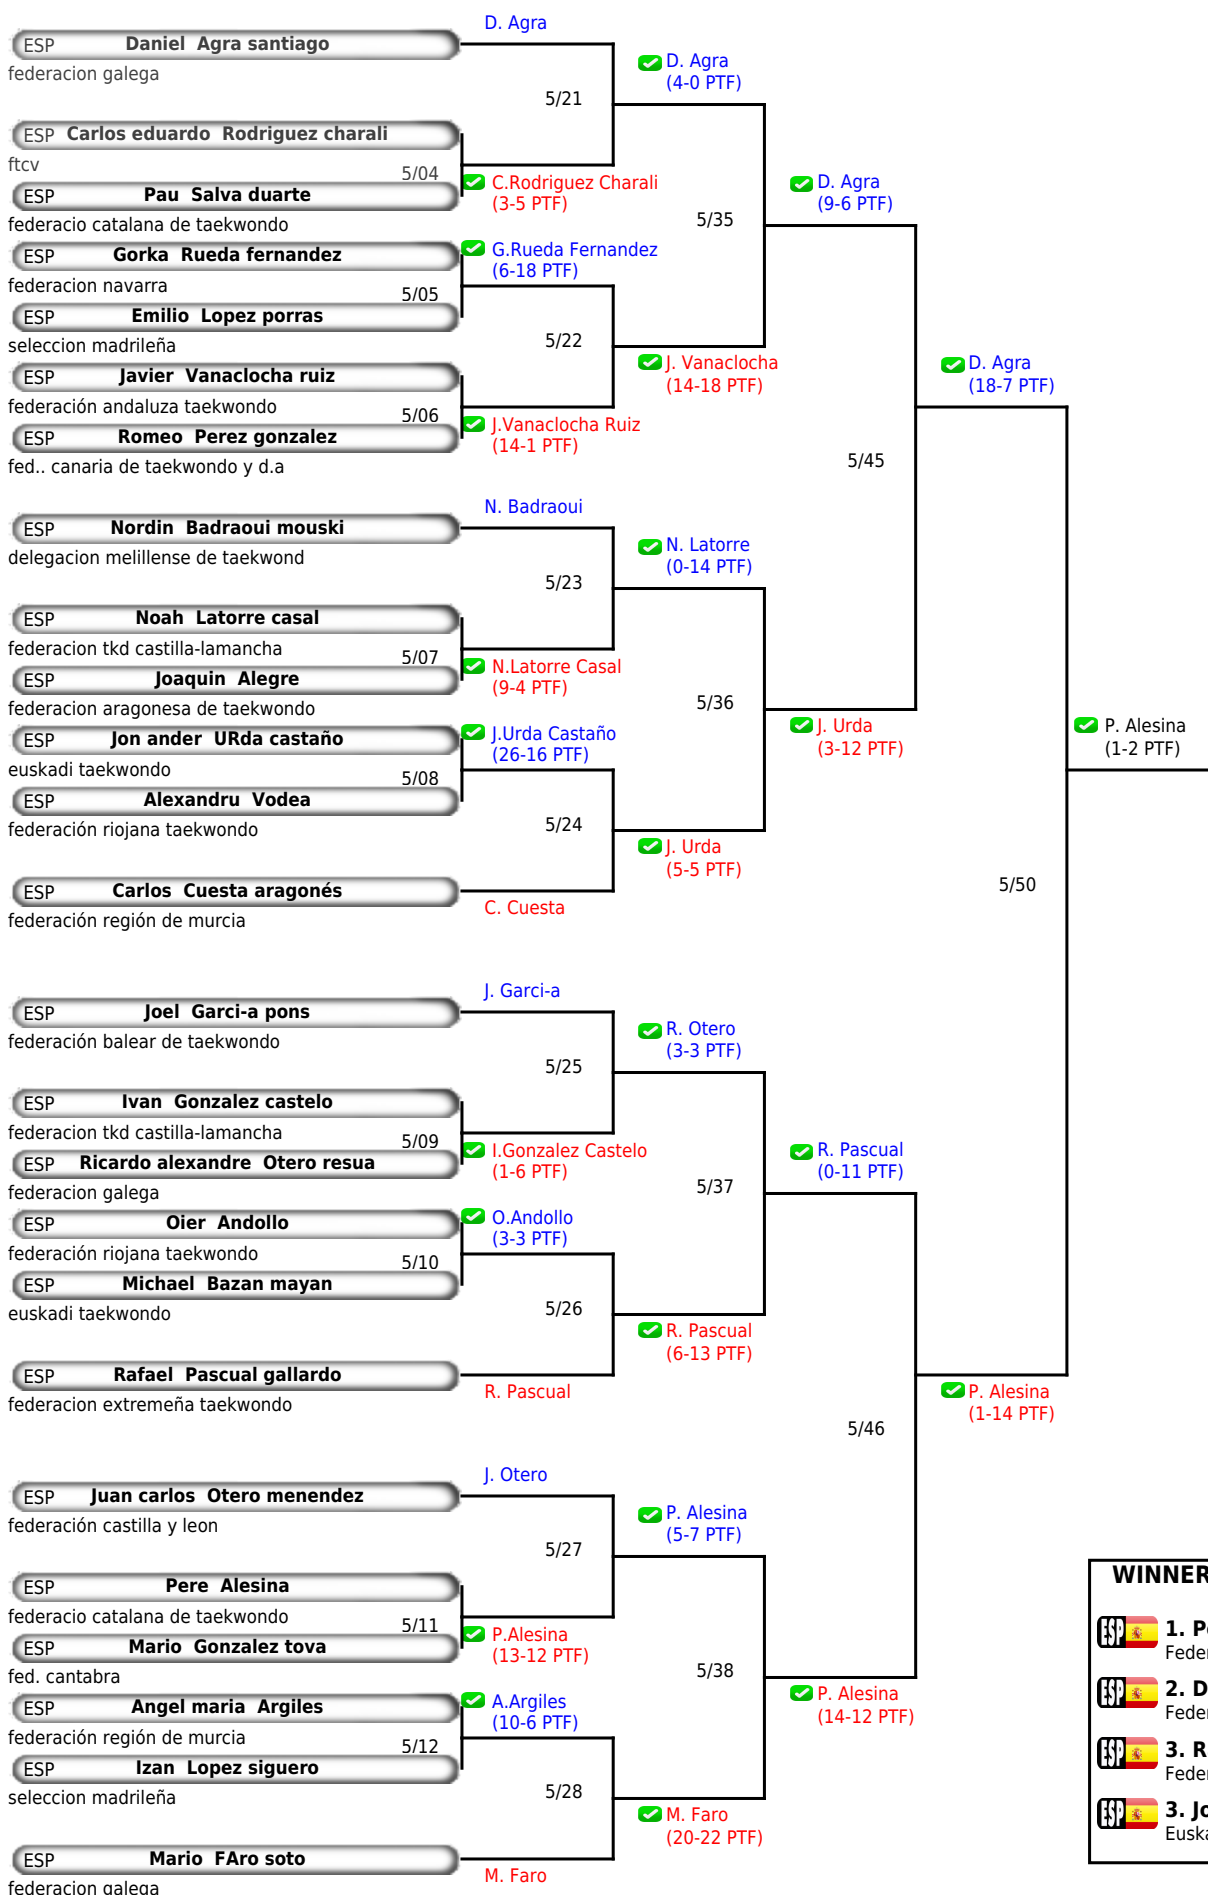 D. Agra
ESP Daniel Agra santiago
federacion galega
D. Agra
(4-0 PTF)
5/21
ESP Carlos eduardo Rodriguez charali
ftcv
5/04
C.Rodriguez Charali
(3-5 PTF)
D. Agra
(9-6 PTF)
ESP Pau Salva duarte
federacio catalana de taekwondo
5/35
ESP Gorka Rueda fernandez
G.Rueda Fernandez
(6-18 PTF)
federacion navarra
5/05
ESP Emilio Lopez porras
seleccion madrileña
5/22
J. Vanaclocha
(14-18 PTF)
D. Agra
(18-7 PTF)
ESP Javier Vanaclocha ruiz
federación andaluza taekwondo
5/06
J.Vanaclocha Ruiz
(14-1 PTF)
ESP Romeo Perez gonzalez
fed.. canaria de taekwondo y d.a
5/45
N. Badraoui
ESP Nordin Badraoui mouski
delegacion melillense de taekwond
N. Latorre
(0-14 PTF)
5/23
ESP Noah Latorre casal
federacion tkd castilla-lamancha
5/07
N.Latorre Casal
(9-4 PTF)
ESP Joaquin Alegre
federacion aragonesa de taekwondo
5/36
J. Urda
(3-12 PTF)
P. Alesina
(1-2 PTF)
ESP Jon ander URda castaño
J.Urda Castaño
(26-16 PTF)
euskadi taekwondo
5/08
ESP Alexandru Vodea
federación riojana taekwondo
5/24
J. Urda
(5-5 PTF)
ESP Carlos Cuesta aragonés
C. Cuesta
federación región de murcia
5/50
J. Garci-a
ESP Joel Garci-a pons
federación balear de taekwondo
R. Otero
(3-3 PTF)
5/25
ESP Ivan Gonzalez castelo
federacion tkd castilla-lamancha
5/09
I.Gonzalez Castelo
(1-6 PTF)
R. Pascual
(0-11 PTF)
ESP Ricardo alexandre Otero resua
federacion galega
5/37
ESP Oier Andollo
O.Andollo
(3-3 PTF)
federación riojana taekwondo
5/10
ESP Michael Bazan mayan
euskadi taekwondo
5/26
R. Pascual
(6-13 PTF)
ESP Rafael Pascual gallardo
R. Pascual
federacion extremeña taekwondo
P. Alesina
(1-14 PTF)
5/46
J. Otero
ESP Juan carlos Otero menendez
federación castilla y leon
P. Alesina
(5-7 PTF)
5/27
ESP Pere Alesina
federacio catalana de taekwondo
5/11
P.Alesina
(13-12 PTF)
ESP Mario Gonzalez tova
fed. cantabra
5/38
P. Alesina
(14-12 PTF)
ESP Angel maria Argiles
A.Argiles
(10-6 PTF)
federación región de murcia
5/12
ESP Izan Lopez siguero
seleccion madrileña
5/28
M. Faro
(20-22 PTF)
ESP Mario FAro soto
M. Faro
federacion galega
WINNER
ESP 1. P
Feder
ESP 2. D
Feder
ESP 3. R
Feder
ESP 3. Jo
Euska